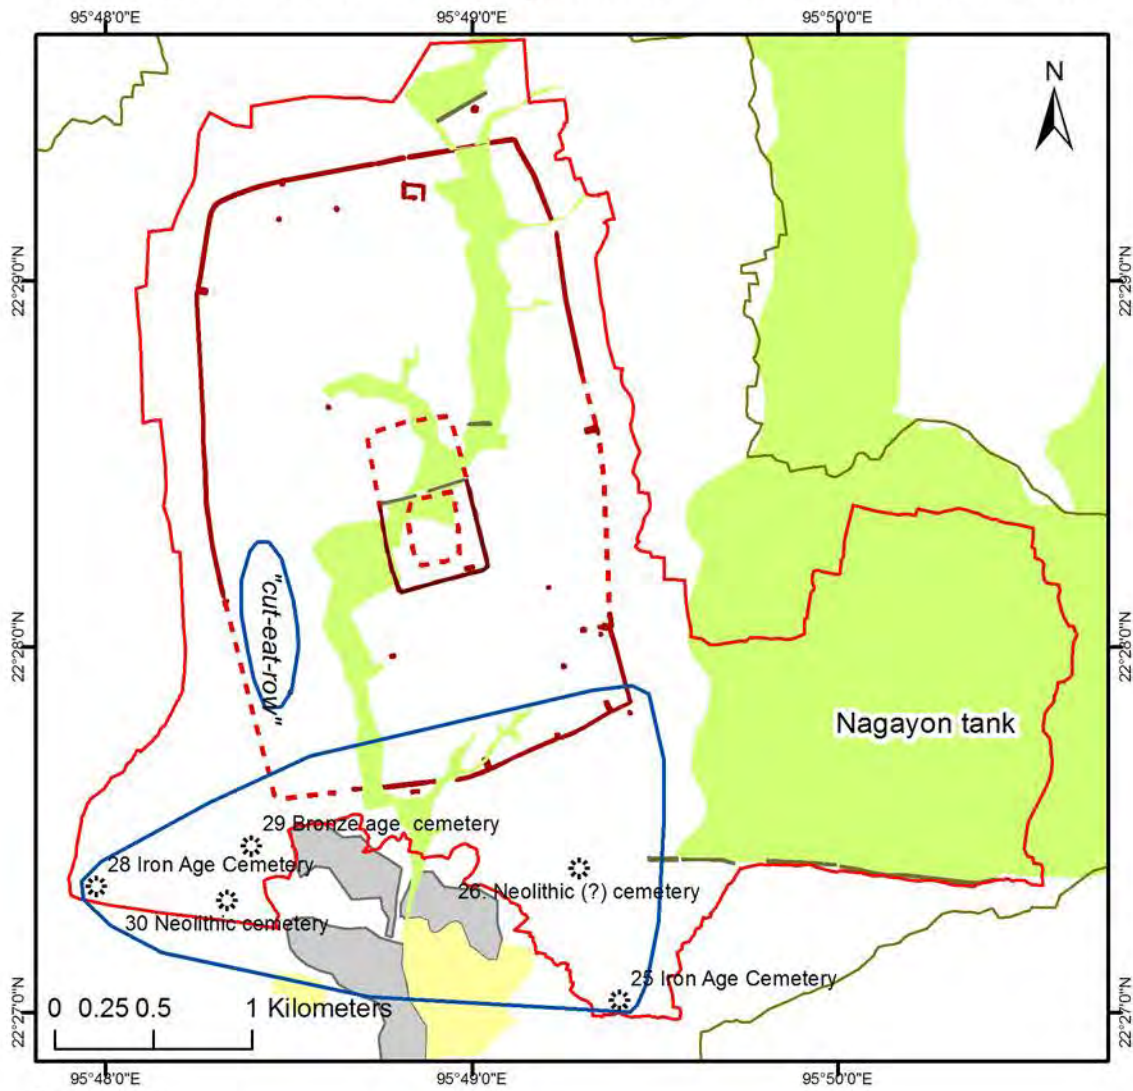 95°48'0"E
95°49'0"E
95°50'0"E
N
22°29'0"N
22°29'0"N
"cut-eat-row"
22°28'0"N
22°28'0"N
Nagayon tank
29 Bronze age cemetery
28 Iron Age Cemetery
26. Neolithic (?) cemetery
30 Neolithic cemetery
25 Iron Age Cemetery
0 0.25 0.5 1 Kilometers
22°27'0"N
22°27'0"N
95°48'0"E
95°49'0"E
95°50'0"E